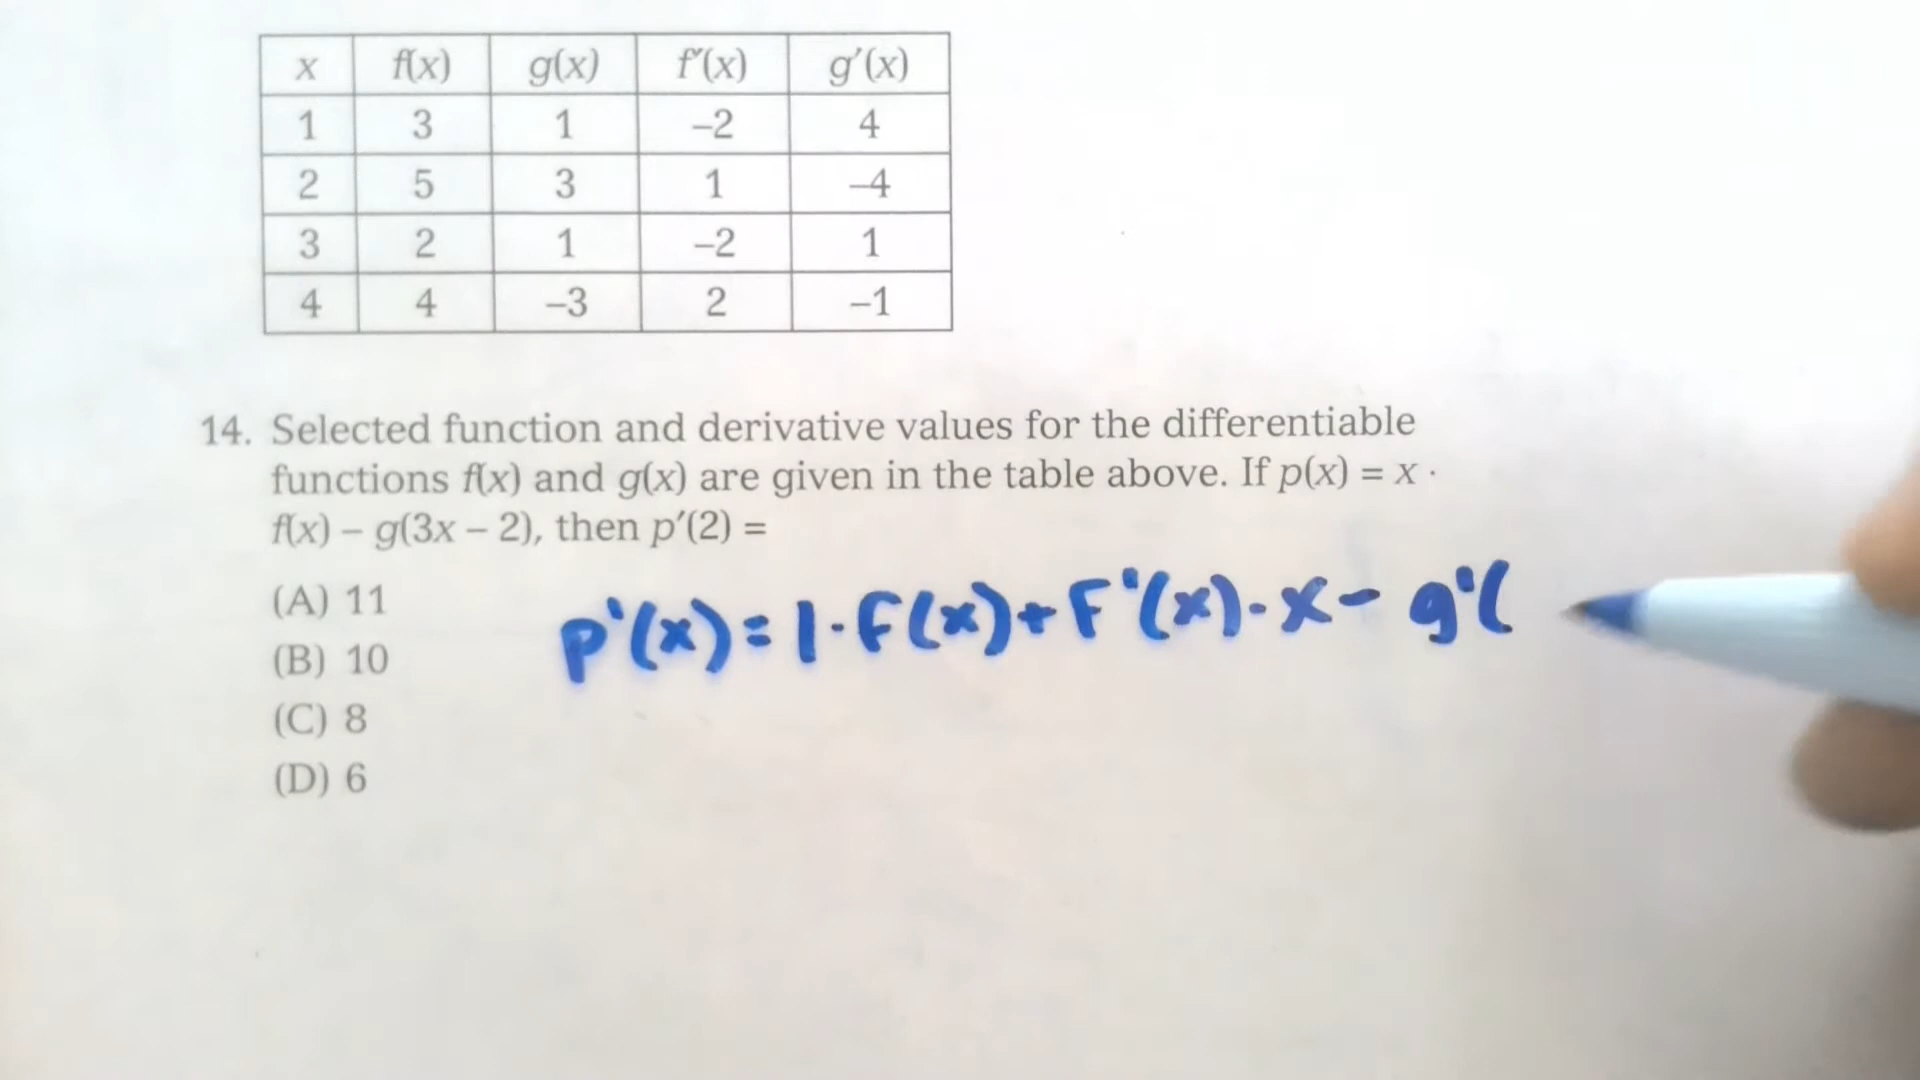 x f(x) g(x) f′(x) g′(x)
1 3 1 –2 4
2 5 3 1 –4
3 2 1 –2 1
4 4 –3 2 –1
14. Selected function and derivative values for the differentiable
functions f(x) and g(x) are given in the table above. If p(x) = x ·
f(x) – g(3x – 2), then p′(2) =
(A) 11
p'(x) = 1·F(x)+F'(x)·x – g'(
(B) 10
(C) 8
(D) 6